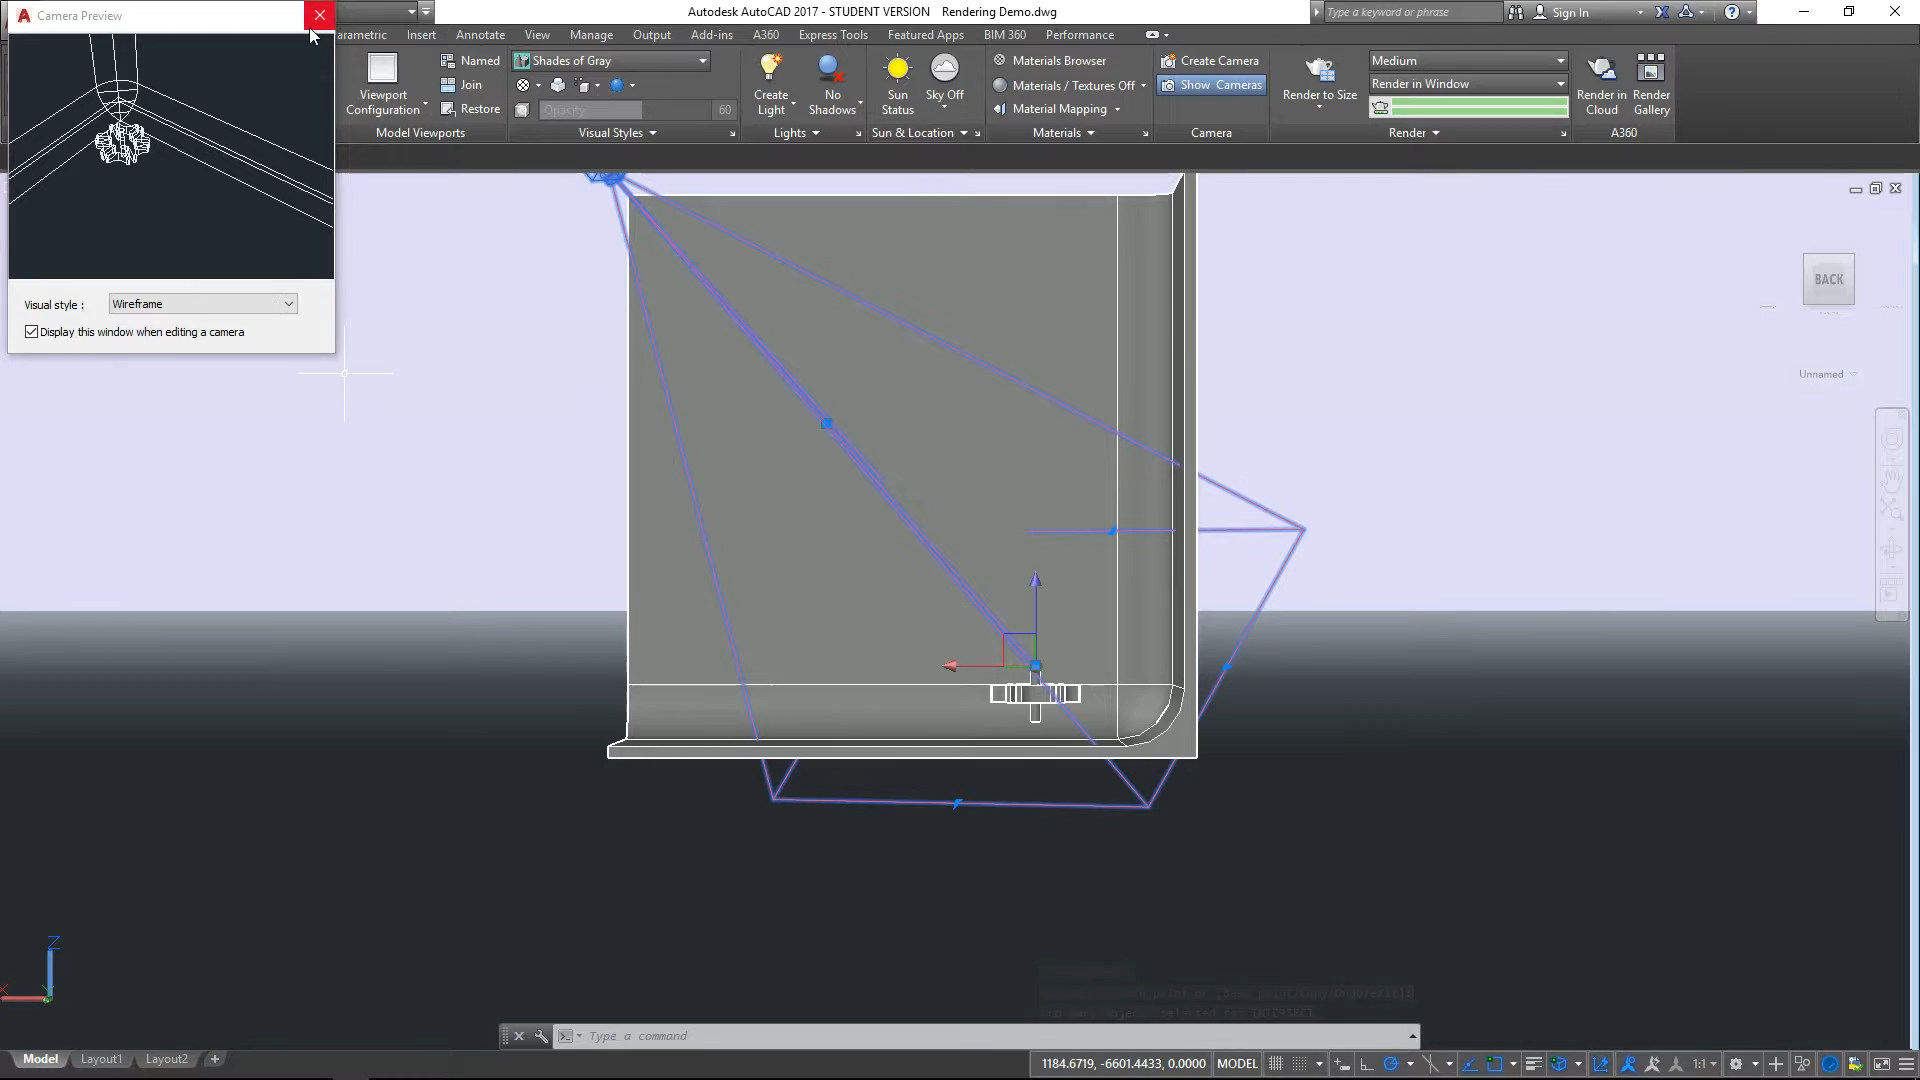 Camera Preview
Autodesk AutoCAD 2017 - STUDENT VERSION Rendering Demo.dwg
Type a keyword or phrase
Sign In
arametric Insert Annotate View Manage Output Add-ins A360 Express Tools Featured Apps BIM 360 Performance
Viewport
Configuration
Named
Join
Restore
Model Viewports
Shades of Gray
Opacity 60
Visual Styles
Create
Light
No
Shadows
Lights
Sun
Status
Sky Off
Sun & Location
Materials Browser
Materials / Textures Off
Material Mapping
Materials
Create Camera
Show Cameras
Camera
Render to Size
Medium
Render in Window
Render
Render in
Cloud
Render
Gallery
A360
Visual style :
Wireframe
Display this window when editing a camera
BACK
Unnamed
Z
X
Type a command
Model Layout1 Layout2
1184.6719, -6601.4433, 0.0000 MODEL
1:1